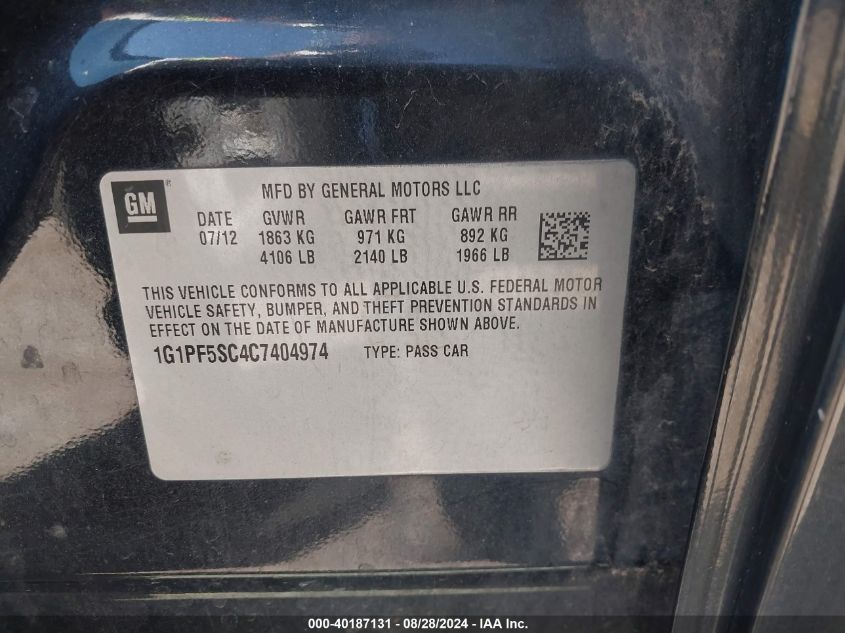 GM ®
MFD BY GENERAL MOTORS LLC
DATE GVWR GAWR FRT GAWR RR
07/12 1863 KG 971 KG 892 KG
4106 LB 2140 LB 1966 LB
THIS VEHICLE CONFORMS TO ALL APPLICABLE U.S. FEDERAL MOTOR
VEHICLE SAFETY, BUMPER, AND THEFT PREVENTION STANDARDS IN
EFFECT ON THE DATE OF MANUFACTURE SHOWN ABOVE.
1G1PF5SC4C7404974 TYPE: PASS CAR
000-40187131 - 08/28/2024 - IAA Inc.